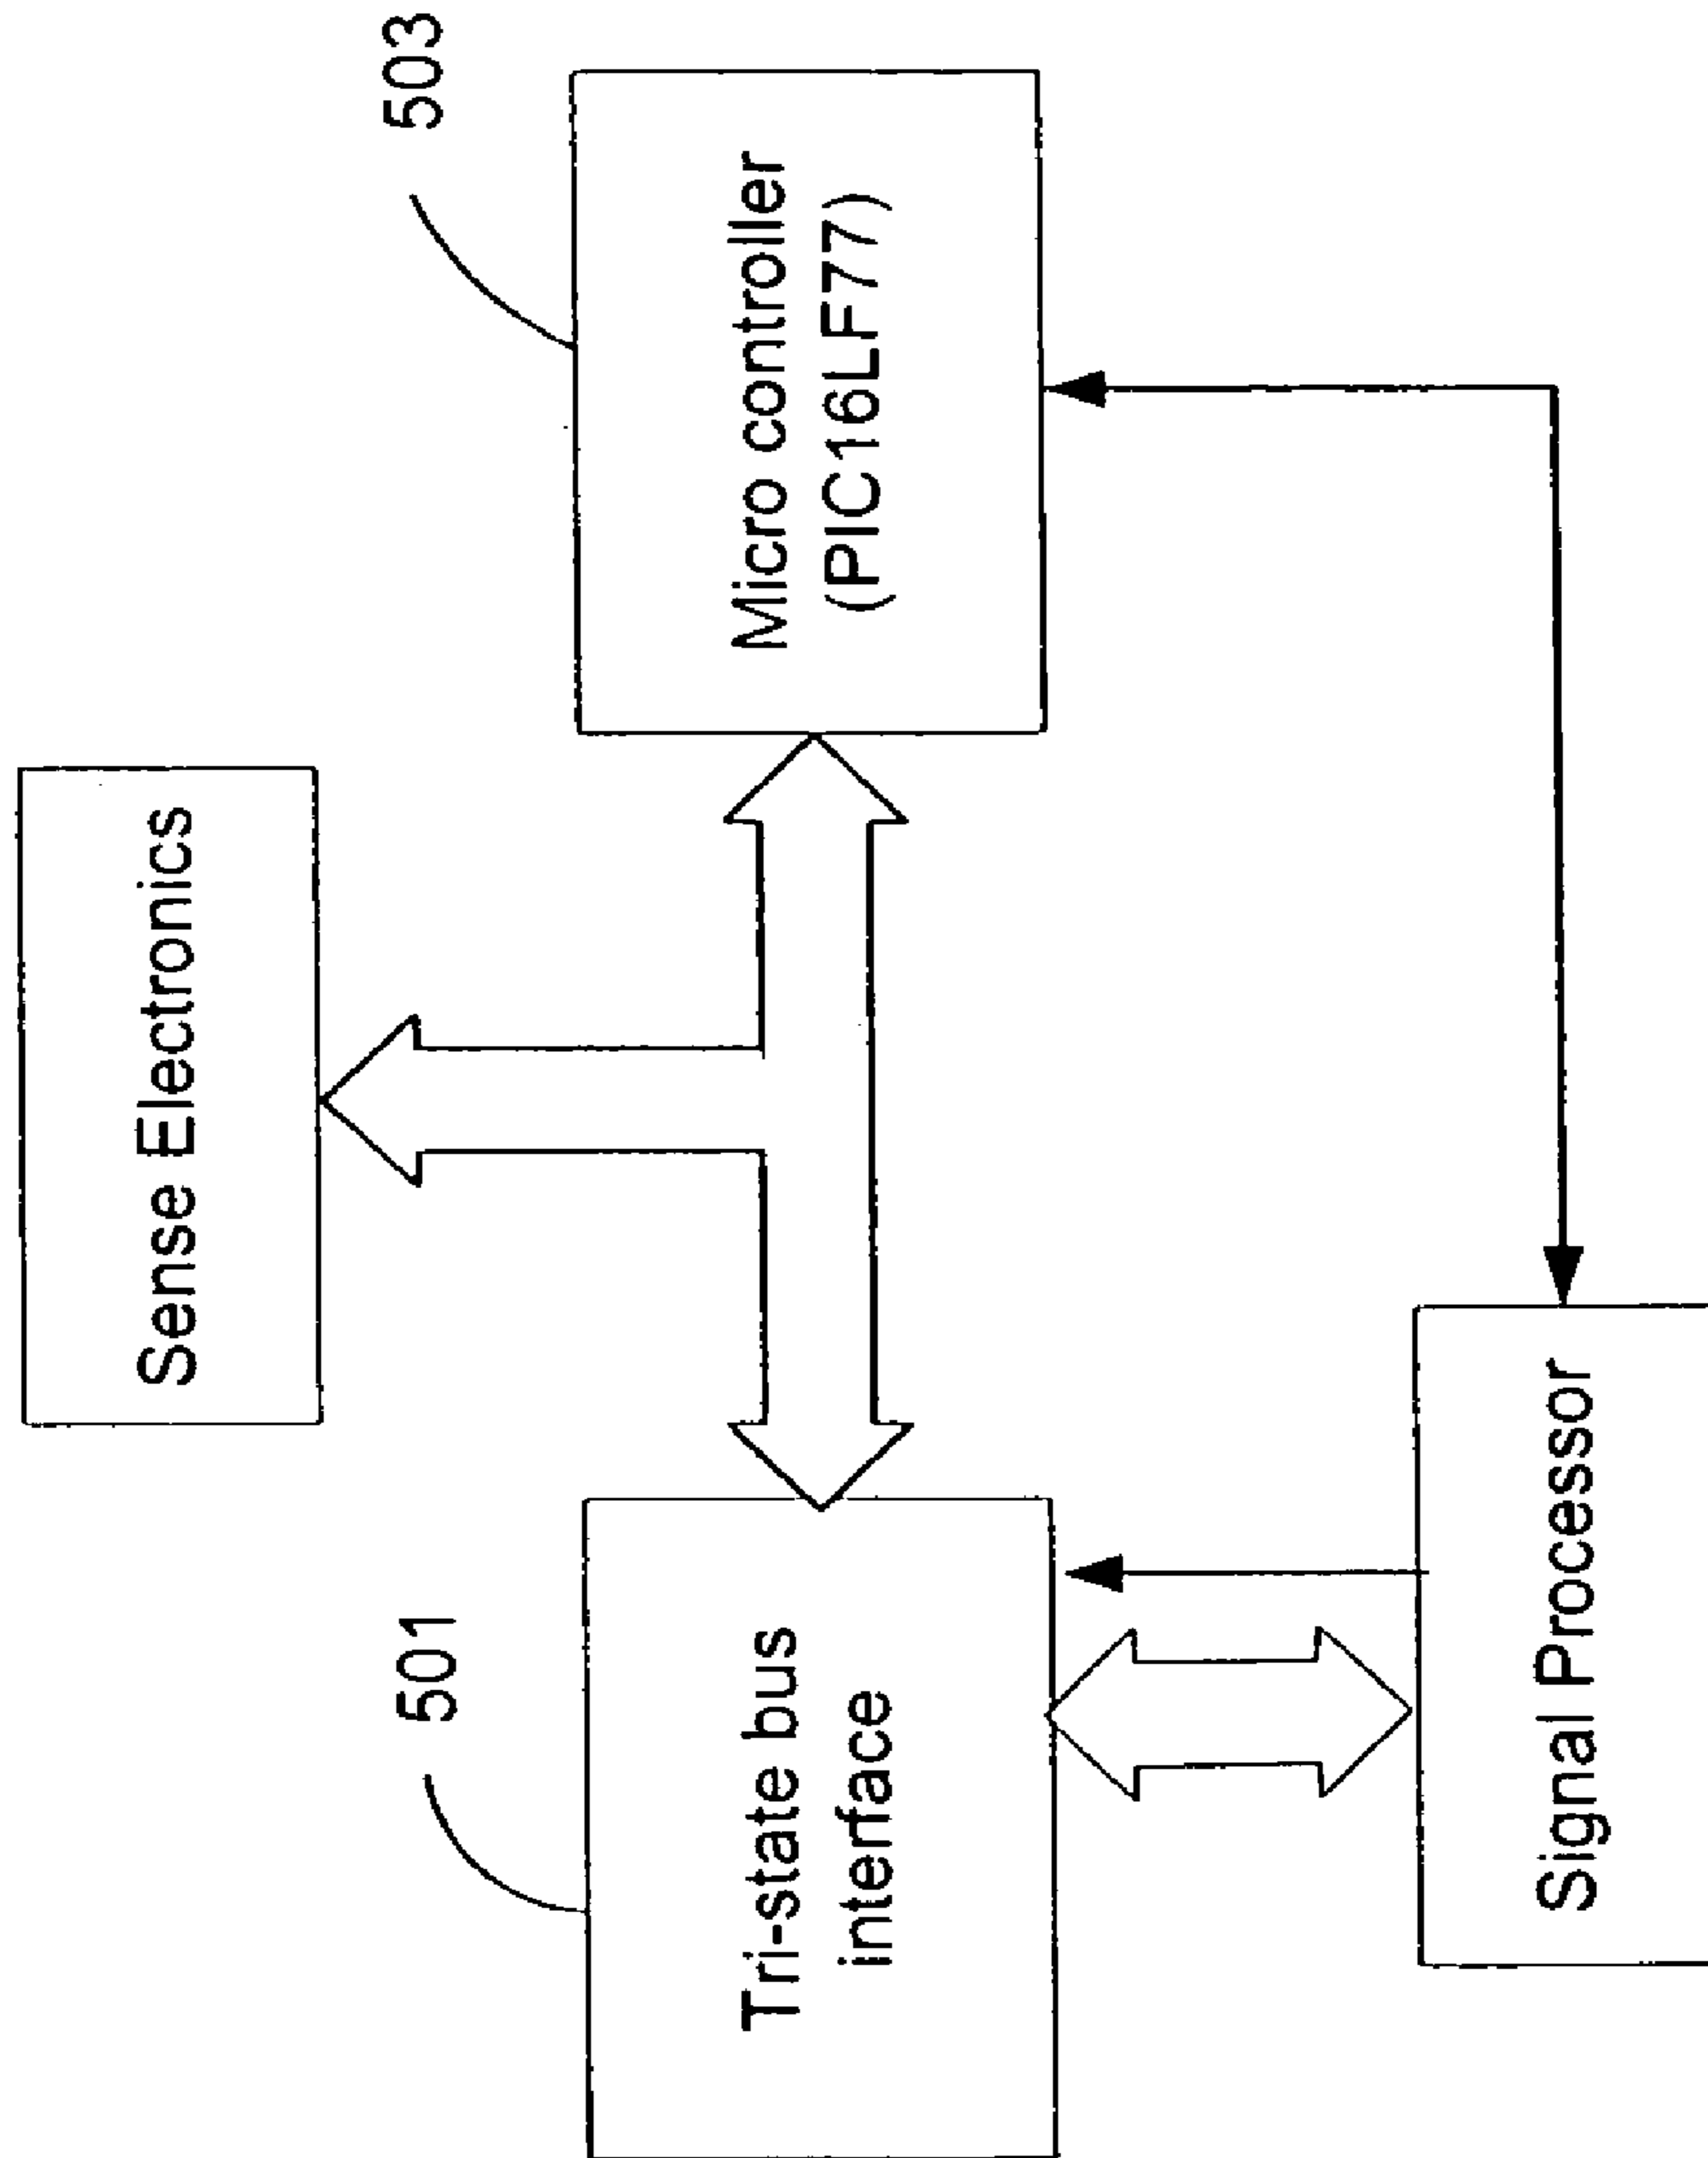 503
Micro controller
(PIC16LF77)
Sense Electronics
501
Tri-state bus
interface
Signal Processor